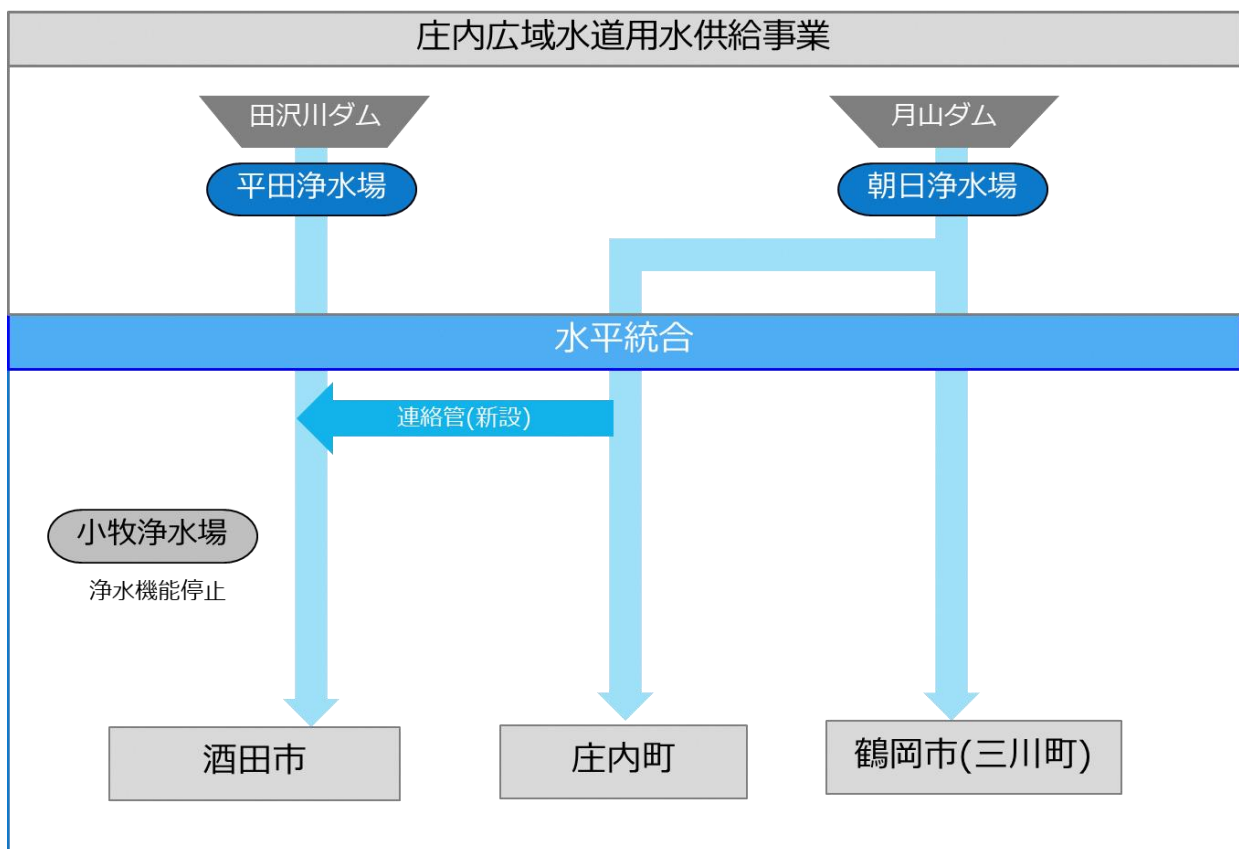 庄内広域水道用水供給事業
田沢川ダム
月山ダム
平田浄水場
朝日浄水場
水平統合
連絡管(新設)
小牧浄水場
浄水機能停止
酒田市
庄内町
鶴岡市(三川町)